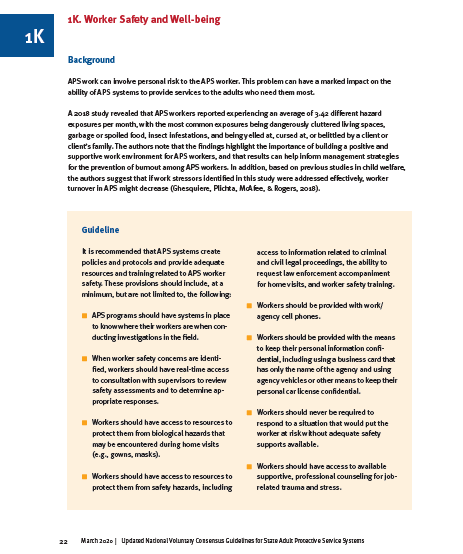 1K
1K. Worker Safety and Well-being
Background
APS work can involve personal risk to the APS worker. This problem can have a marked impact on the
ability of APS systems to provide services to the adults who need them most.
A 2018 study revealed that APS workers reported experiencing an average of 3.42 different hazard
exposures per month, with the most common exposures being dangerously cluttered living spaces,
garbage or spoiled food, insect infestations, and being yelled at, cursed at, or belittled by a client or
client's family. The authors note that the findings highlight the importance of building a positive and
supportive work environment for APS workers, and that results can help inform management strategies
for the prevention of burnout among APS workers. In addition, based on previous studies in child welfare,
the authors suggest that if work stressors identified in this study were addressed effectively, worker
turnover in APS might decrease (Ghesquiere, Plichta, McAfee, & Rogers, 2018).
Guideline
It is recommended that APS systems create
policies and protocols and provide adequate
resources and training related to APS worker
safety. These provisions should include, at a
minimum, but are not limited to, the following:
■ APS programs should have systems in place
to know where their workers are when con-
ducting investigations in the field.
■ When worker safety concerns are identi-
fied, workers should have real-time access
to consultation with supervisors to review
safety assessments and to determine ap-
propriate responses.
■ Workers should have access to resources to
protect them from biological hazards that
may be encountered during home visits
(e.g., gowns, masks).
■ Workers should have access to resources to
protect them from safety hazards, including
access to information related to criminal
and civil legal proceedings, the ability to
request law enforcement accompaniment
for home visits, and worker safety training.
■ Workers should be provided with work/
agency cell phones.
■ Workers should be provided with the means
to keep their personal information confi-
dential, including using a business card that
has only the name of the agency and using
agency vehicles or other means to keep their
personal car license confidential.
■ Workers should never be required to
respond to a situation that would put the
worker at risk without adequate safety
supports available.
■ Workers should have access to available
supportive, professional counseling for job-
related trauma and stress.
22 March 2020 | Updated National Voluntary Consensus Guidelines for State Adult Protective Service Systems